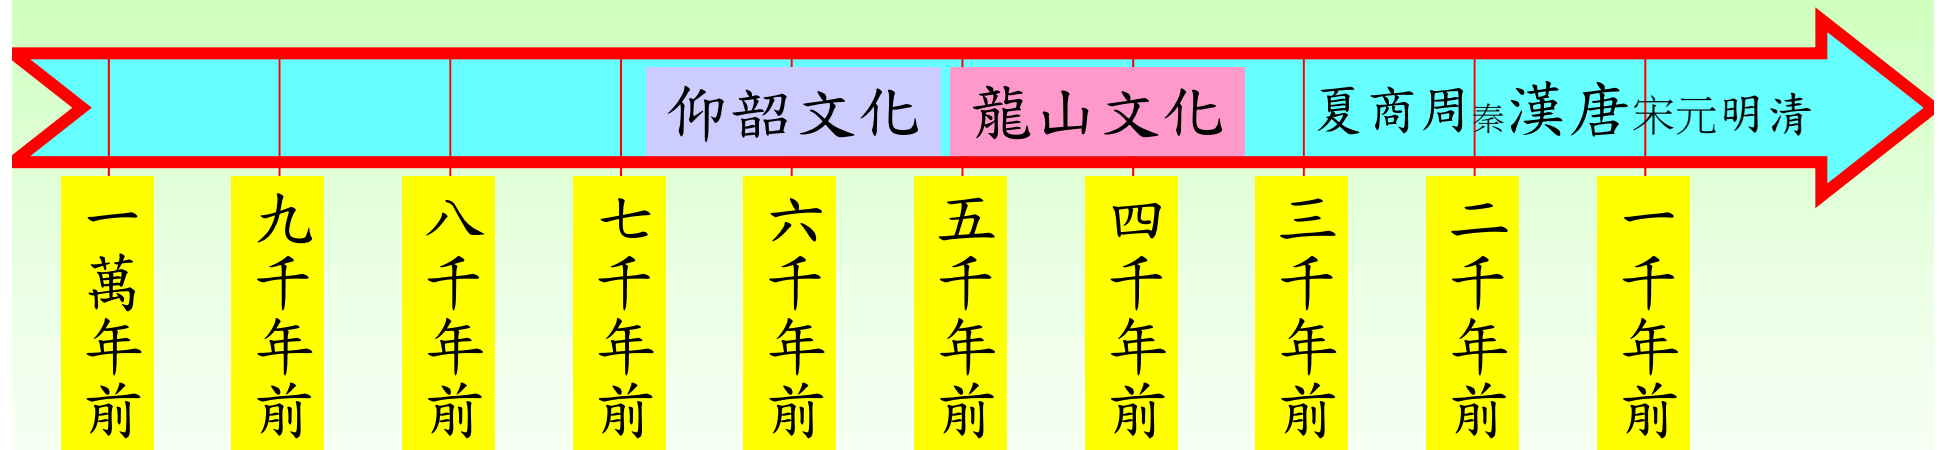 仰韶文化
龍山文化
夏商周秦漢唐宋元明清
一萬年前
九千年前
八千年前
七千年前
六千年前
五千年前
四千年前
三千年前
二千年前
一千年前